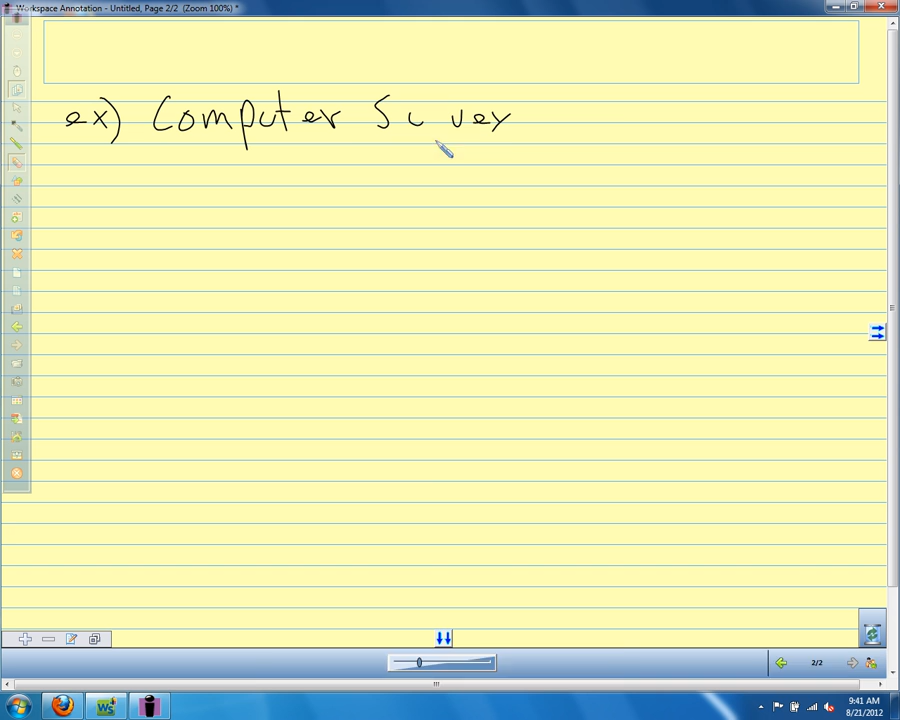 Workspace Annotation - Untitled, Page 2/2 (Zoom 100%) *
ex) Computer Su vey
2/2
9:41 AM
8/21/2012